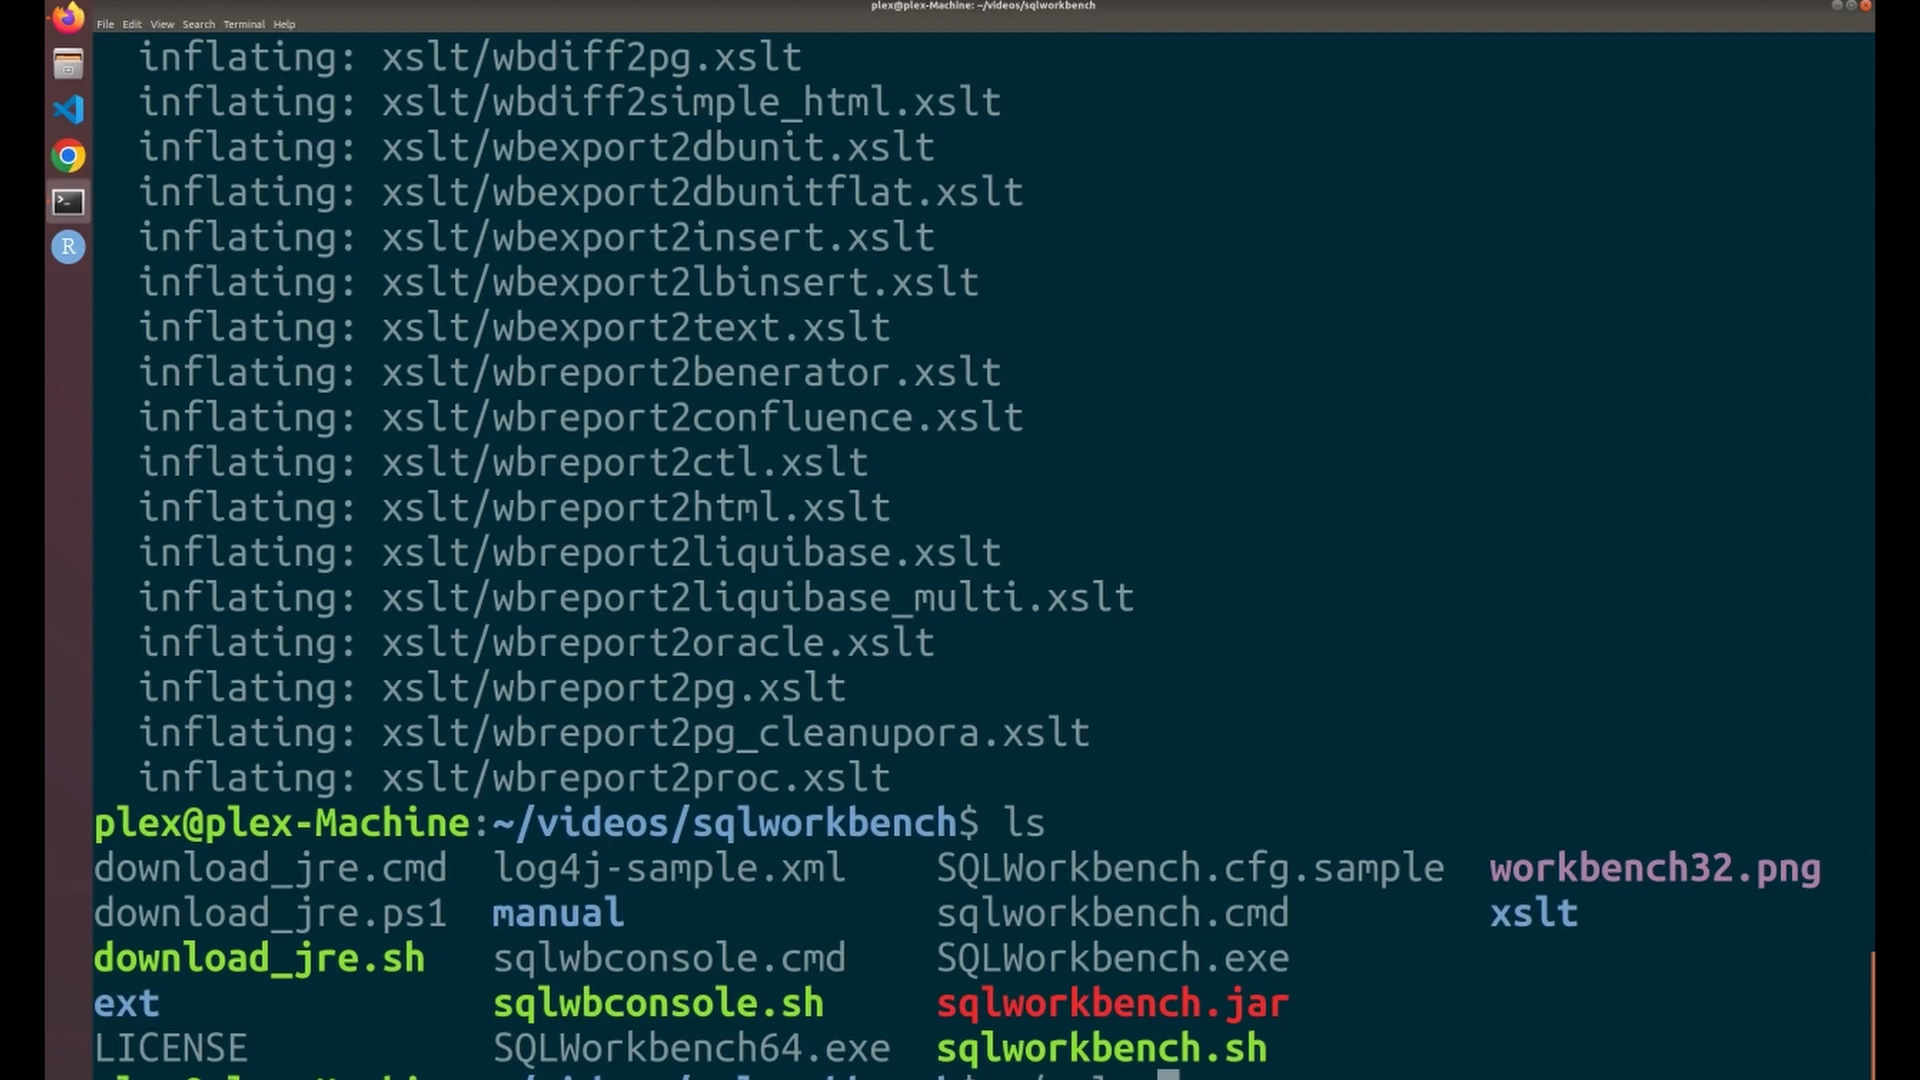 plex@plex-Machine: ~/videos/sqlworkbench
File Edit View Search Terminal Help
inflating: xslt/wbdiff2pg.xslt
inflating: xslt/wbdiff2simple_html.xslt
inflating: xslt/wbexport2dbunit.xslt
inflating: xslt/wbexport2dbunitflat.xslt
inflating: xslt/wbexport2insert.xslt
inflating: xslt/wbexport2lbinsert.xslt
inflating: xslt/wbexport2text.xslt
inflating: xslt/wbreport2benerator.xslt
inflating: xslt/wbreport2confluence.xslt
inflating: xslt/wbreport2ctl.xslt
inflating: xslt/wbreport2html.xslt
inflating: xslt/wbreport2liquibase.xslt
inflating: xslt/wbreport2liquibase_multi.xslt
inflating: xslt/wbreport2oracle.xslt
inflating: xslt/wbreport2pg.xslt
inflating: xslt/wbreport2pg_cleanupora.xslt
inflating: xslt/wbreport2proc.xslt
plex@plex-Machine:~/videos/sqlworkbench$ ls
download_jre.cmd log4j-sample.xml SQLWorkbench.cfg.sample workbench32.png
download_jre.ps1 manual sqlworkbench.cmd xslt
download_jre.sh sqlwbconsole.cmd SQLWorkbench.exe
ext sqlwbconsole.sh sqlworkbench.jar
LICENSE SQLWorkbench64.exe sqlworkbench.sh